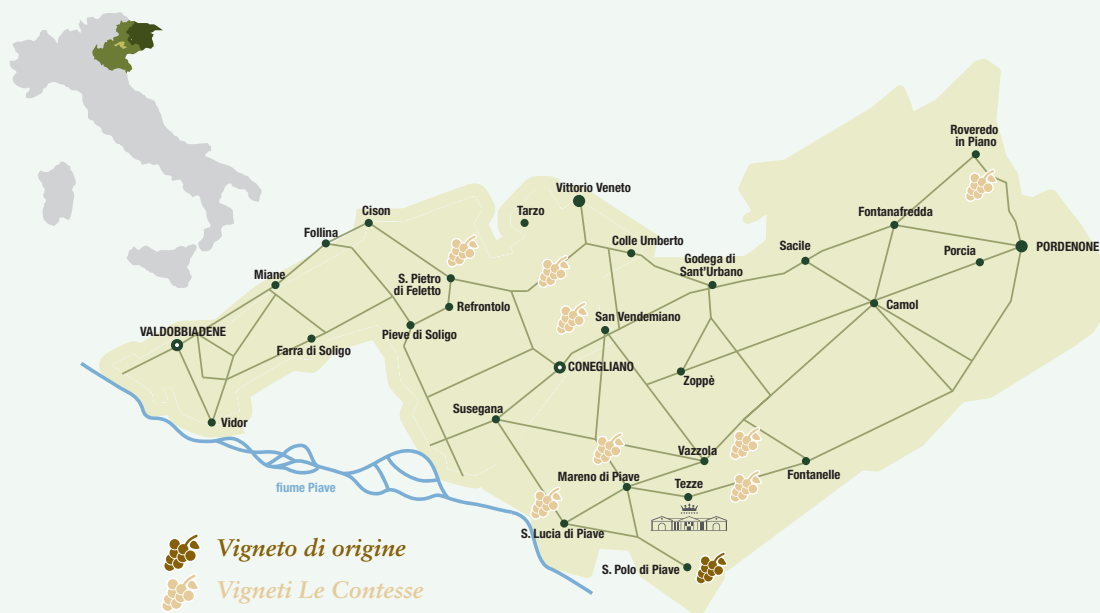 Roveredo
in Piano
Vittorio Veneto
Cison
Tarzo
Fontanafredda
Follina
Colle Umberto
Sacile
PORDENONE
Porcia
Godega di
Sant'Urbano
Miane
S. Pietro
di Feletto
Refrontolo
Camol
San Vendemiano
VALDOBBIADENE
Pieve di Soligo
Farra di Soligo
CONEGLIANO
Zoppè
Susegana
Vidor
Vazzola
Mareno di Piave
Tezze
Fontanelle
fiume Piave
S. Lucia di Piave
S. Polo di Piave
Vigneto di origine
Vigneti Le Contesse